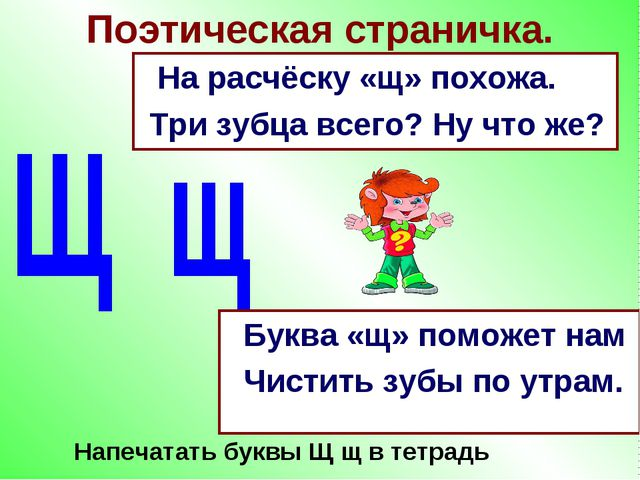 Поэтическая страничка.
На расчёску «щ» похожа.
Три зубца всего? Ну что же?
Щ щ
?
Буква «щ» поможет нам
Чистить зубы по утрам.
Напечатать буквы Щ щ в тетрадь